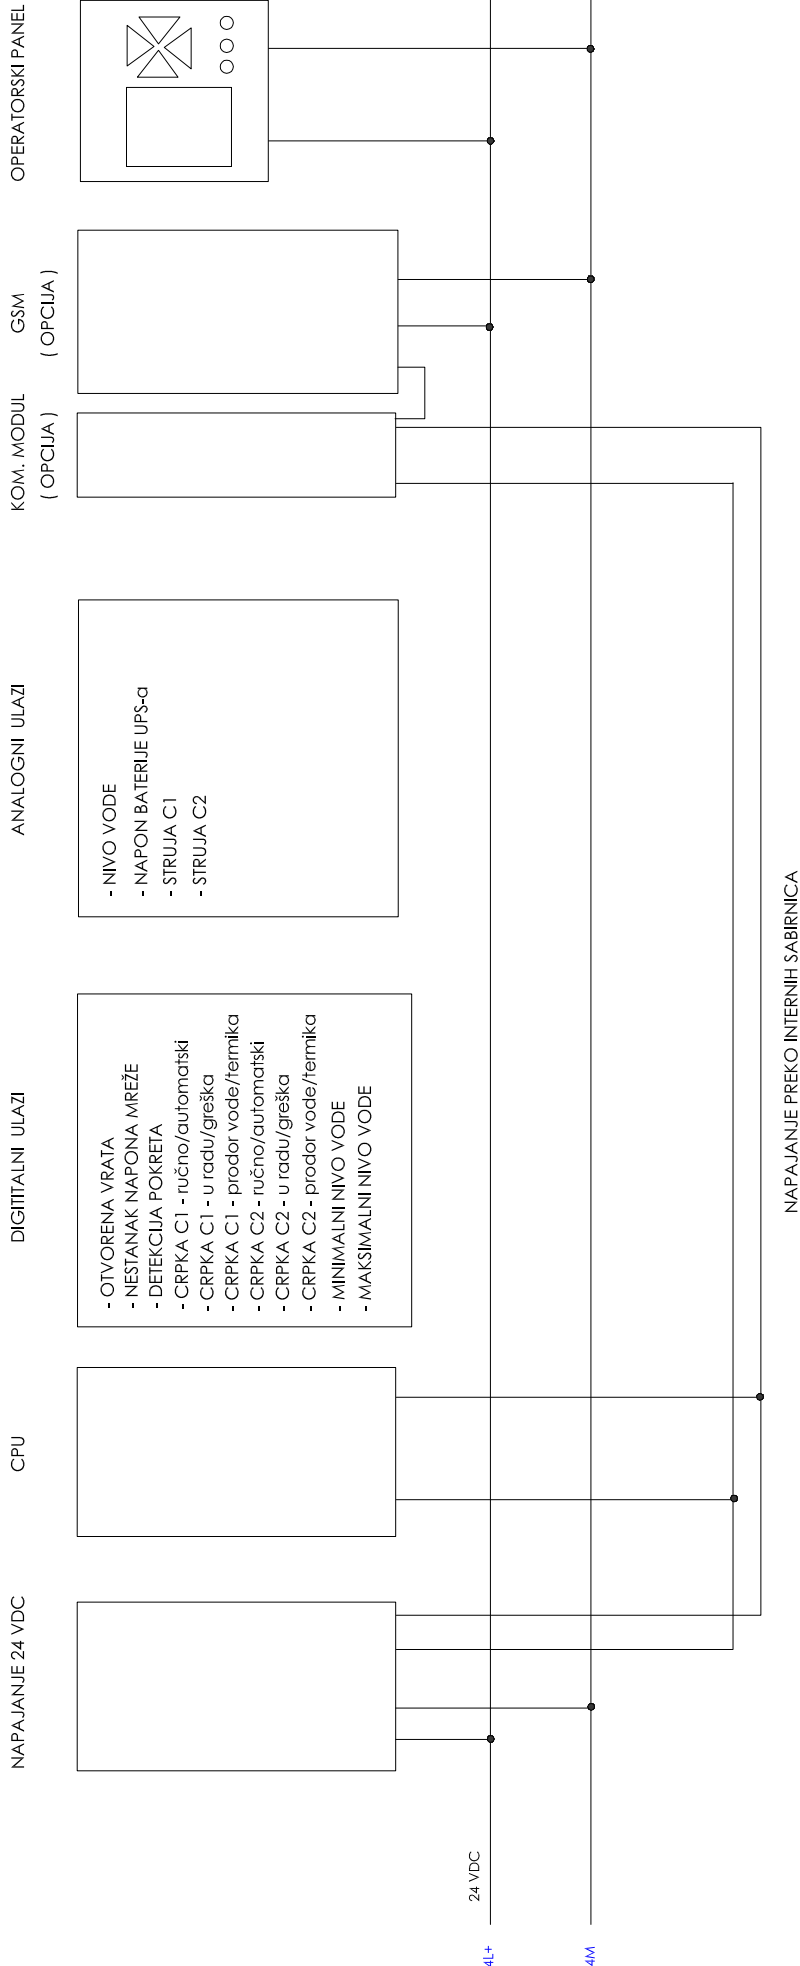 NAPAJANJE 24 VDC
CPU
DIGITITALNI ULAZI
- OTVORENA VRATA
- NESTANAK NAPONA MREŽE
- DETEKCIJA POKRETA
- CRPKA C1 - ručno/automatski
- CRPKA C1 - u radu/greška
- CRPKA C1 - prodor vode/termika
- CRPKA C2 - ručno/automatski
- CRPKA C2 - u radu/greška
- CRPKA C2 - prodor vode/termika
- MINIMALNI NIVO VODE
- MAKSIMALNI NIVO VODE
ANALOGNI ULAZI
- NIVO VODE
- NAPON BATERIJE UPS-a
- STRUJA C1
- STRUJA C2
KOM. MODUL
( OPCIJA )
GSM
( OPCIJA )
OPERATORSKI PANEL
24 VDC
4L+
4M
NAPAJANJE PREKO INTERNIH SABIRNICA